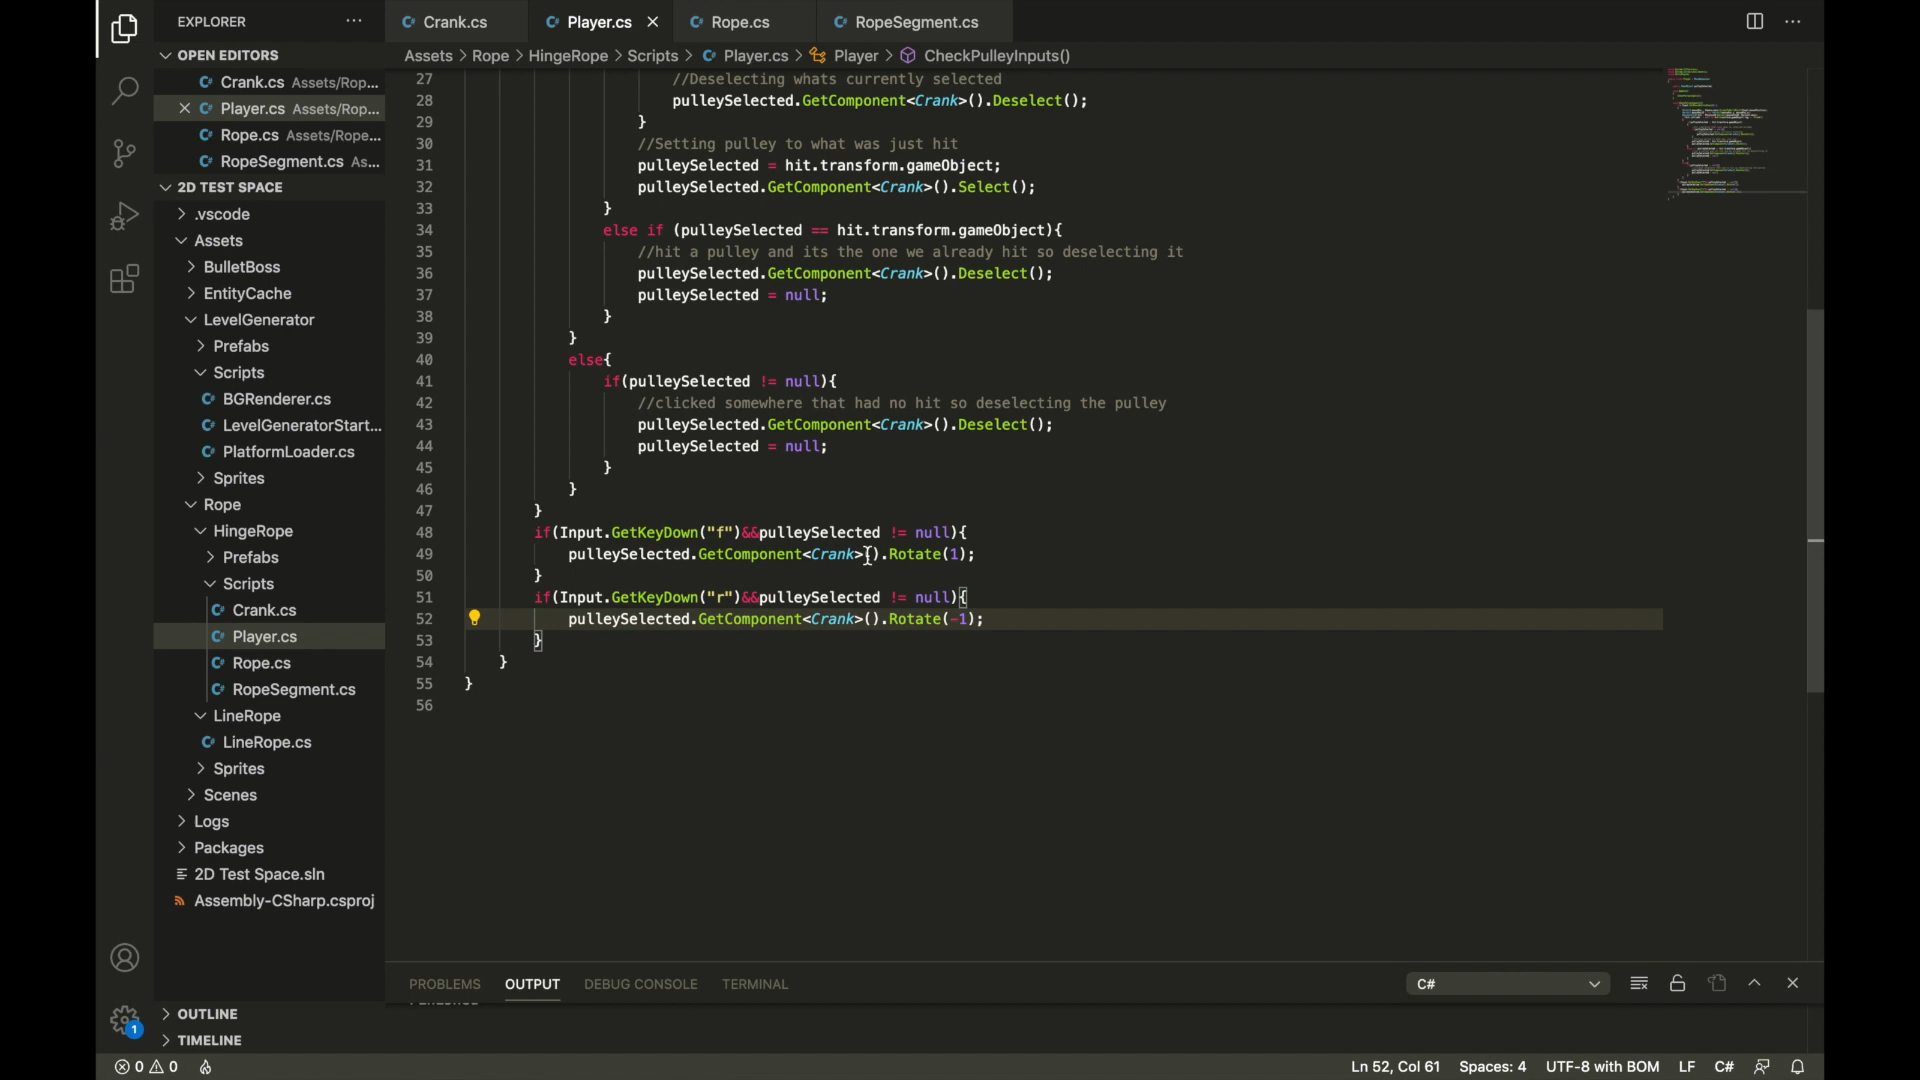 EXPLORER ···
Crank.cs Player.cs Rope.cs RopeSegment.cs ···
OPEN EDITORS
Assets > Rope > HingeRope > Scripts > Player.cs > Player > CheckPulleyInputs()
Crank.cs Assets/Rop...
Player.cs Assets/Rop...
Rope.cs Assets/Rope...
RopeSegment.cs As...
2D TEST SPACE
.vscode
Assets
BulletBoss
EntityCache
LevelGenerator
Prefabs
Scripts
BGRenderer.cs
LevelGeneratorStart...
PlatformLoader.cs
Sprites
Rope
HingeRope
Prefabs
Scripts
Crank.cs
Player.cs
Rope.cs
RopeSegment.cs
LineRope
LineRope.cs
Sprites
Scenes
Logs
Packages
2D Test Space.sln
Assembly-CSharp.csproj
OUTLINE
TIMELINE
27 //Deselecting whats currently selected
28 pulleySelected.GetComponent<Crank>().Deselect();
29 }
30 //Setting pulley to what was just hit
31 pulleySelected = hit.transform.gameObject;
32 pulleySelected.GetComponent<Crank>().Select();
33 }
34 else if (pulleySelected == hit.transform.gameObject){
35 //hit a pulley and its the one we already hit so deselecting it
36 pulleySelected.GetComponent<Crank>().Deselect();
37 pulleySelected = null;
38 }
39 }
40 else{
41 if(pulleySelected != null){
42 //clicked somewhere that had no hit so deselecting the pulley
43 pulleySelected.GetComponent<Crank>().Deselect();
44 pulleySelected = null;
45 }
46 }
47 }
48 if(Input.GetKeyDown("f")&&pulleySelected != null){
49 pulleySelected.GetComponent<Crank>().Rotate(1);
50 }
51 if(Input.GetKeyDown("r")&&pulleySelected != null){
52 pulleySelected.GetComponent<Crank>().Rotate(-1);
53 }
54 }
55 }
56
PROBLEMS OUTPUT DEBUG CONSOLE TERMINAL C#
1
0 0 Ln 52, Col 61 Spaces: 4 UTF-8 with BOM LF C#